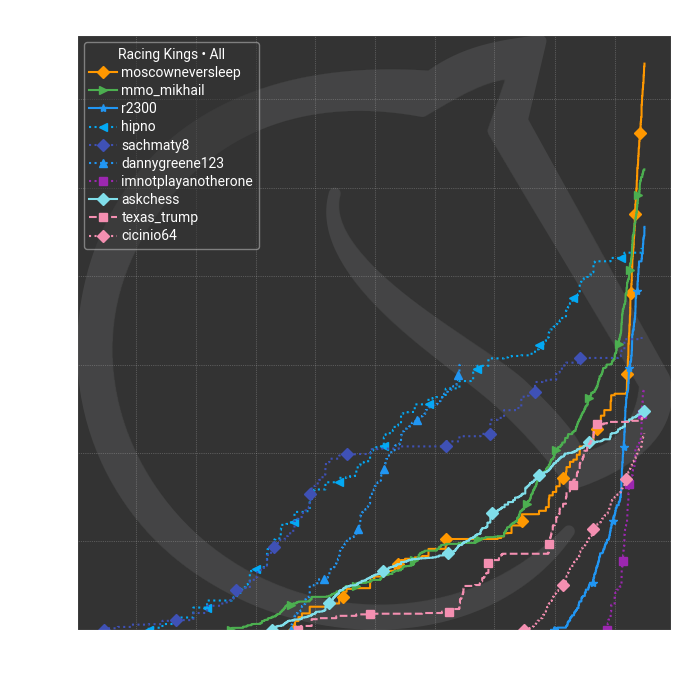 Racing Kings • All
moscowneversleep
mmo_mikhail
r2300
hipno
sachmaty8
dannygreene123
imnotplayanotherone
askchess
texas_trump
cicinio64